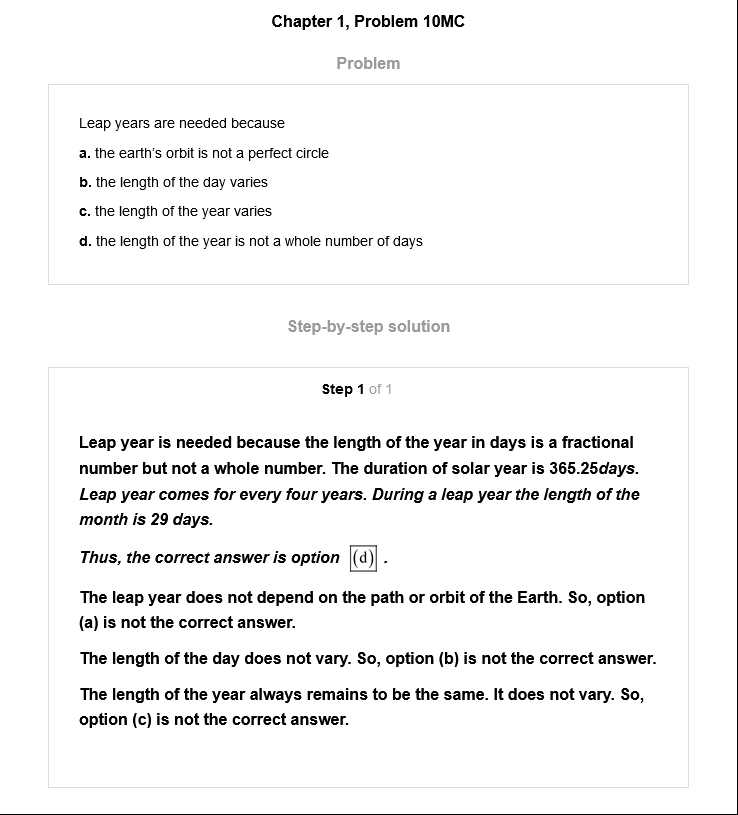 Chapter 1, Problem 10MC
Problem
Leap years are needed because
a. the earth's orbit is not a perfect circle
b. the length of the day varies
c. the length of the year varies
d. the length of the year is not a whole number of days
Step-by-step solution
Step 1 of 1
Leap year is needed because the length of the year in days is a fractional
number but not a whole number. The duration of solar year is 365.25days.
Leap year comes for every four years. During a leap year the length of the
month is 29 days.
Thus, the correct answer is option (d) .
The leap year does not depend on the path or orbit of the Earth. So, option
(a) is not the correct answer.
The length of the day does not vary. So, option (b) is not the correct answer.
The length of the year always remains to be the same. It does not vary. So,
option (c) is not the correct answer.